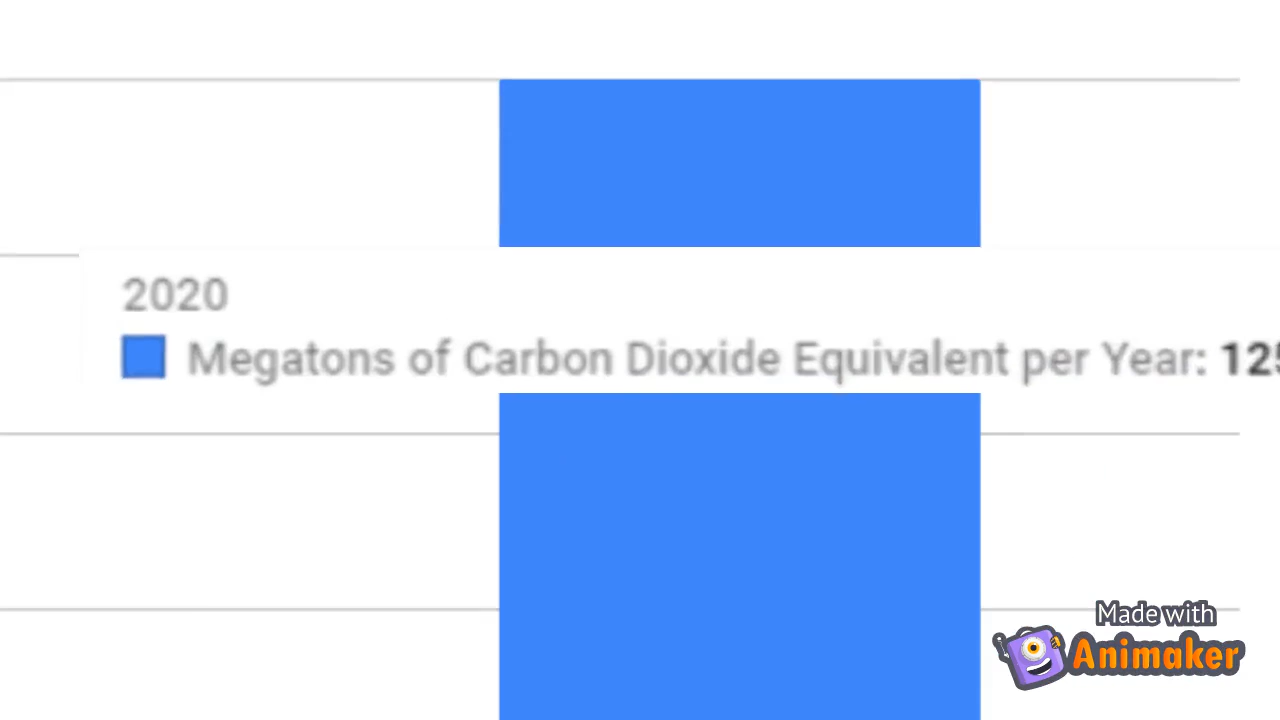 2020
Megatons of Carbon Dioxide Equivalent per Year:
Made with
Animaker